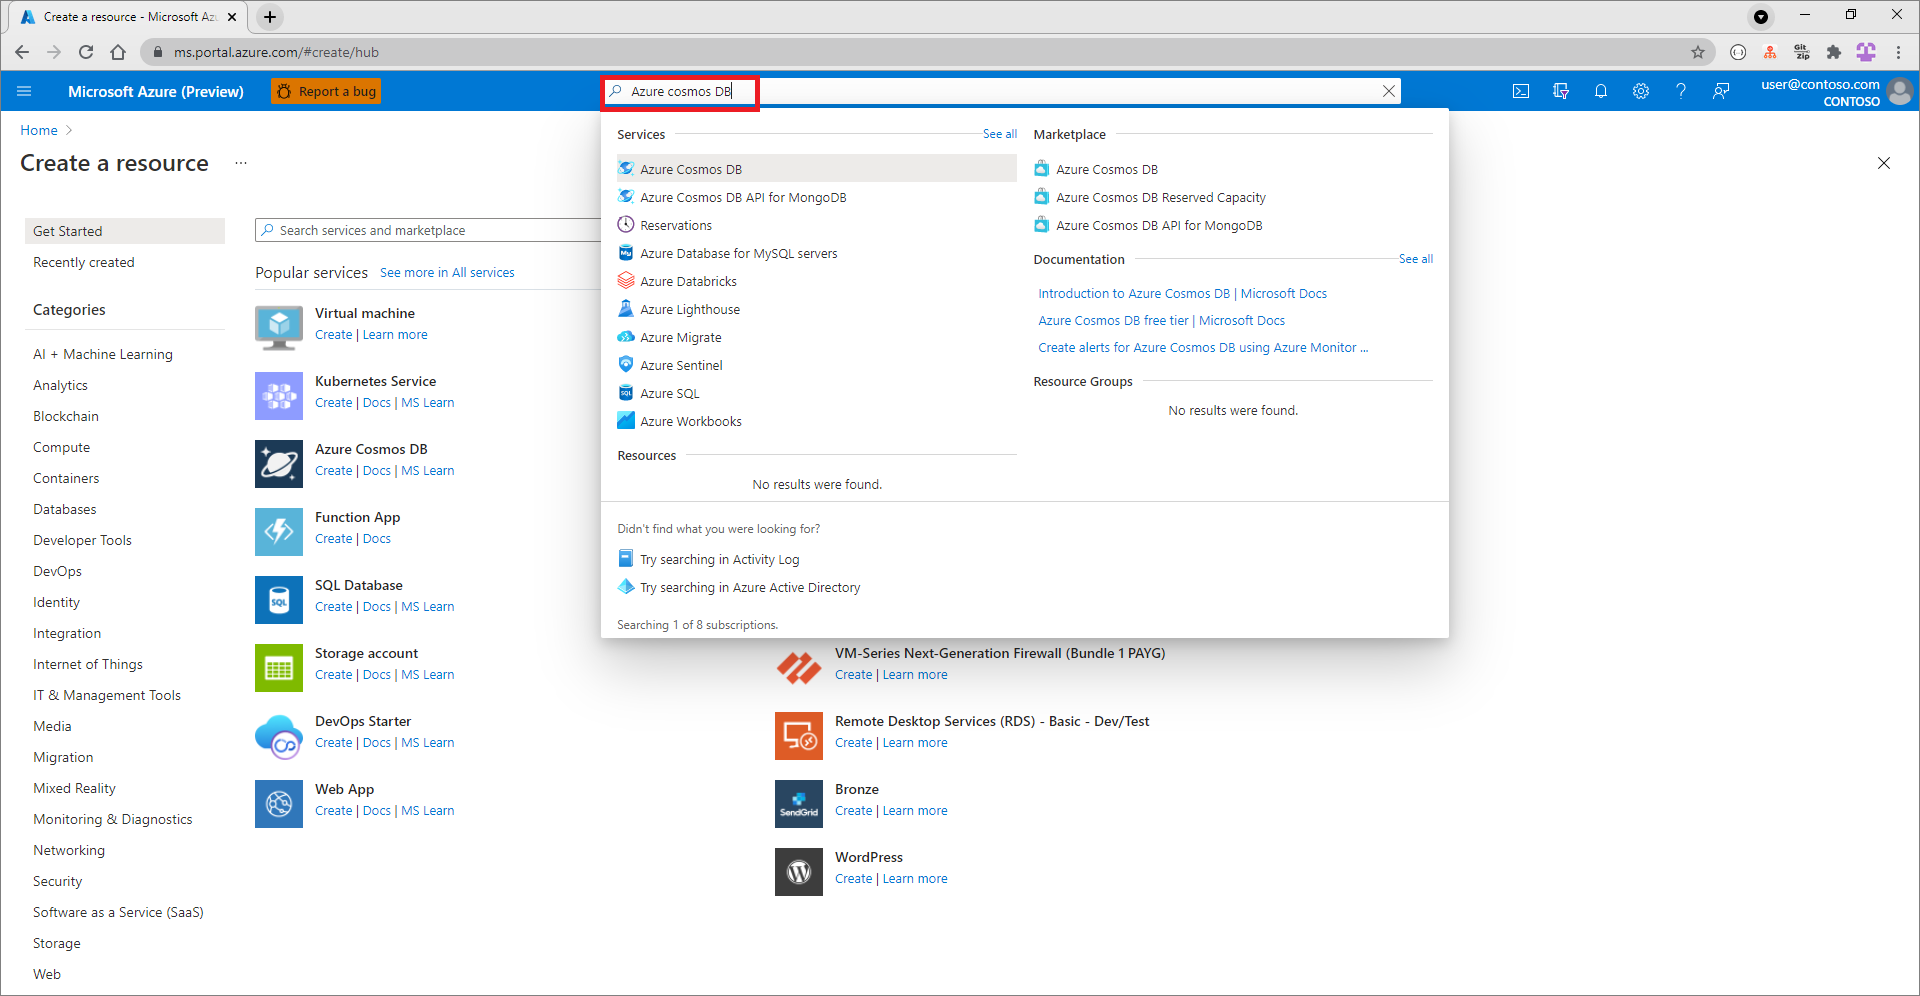 Create a resource - Microsoft Az
ms.portal.azure.com/#create/hub
Microsoft Azure (Preview)
Report a bug
Azure cosmos DB
user@contoso.com
CONTOSO
Home
Create a resource
Get Started
Recently created
Categories
AI + Machine Learning
Analytics
Blockchain
Compute
Containers
Databases
Developer Tools
DevOps
Identity
Integration
Internet of Things
IT & Management Tools
Media
Migration
Mixed Reality
Monitoring & Diagnostics
Networking
Security
Software as a Service (SaaS)
Storage
Web
Search services and marketplace
Popular services See more in All services
Virtual machine
Create | Learn more
Kubernetes Service
Create | Docs | MS Learn
Azure Cosmos DB
Create | Docs | MS Learn
Function App
Create | Docs
SQL Database
Create | Docs | MS Learn
SQL
Storage account
Create | Docs | MS Learn
DevOps Starter
Create | Docs | MS Learn
Web App
Create | Docs | MS Learn
Services See all
Azure Cosmos DB
Azure Cosmos DB API for MongoDB
Reservations
Azure Database for MySQL servers
Azure Databricks
Azure Lighthouse
Azure Migrate
Azure Sentinel
Azure SQL
Azure Workbooks
Resources
No results were found.
Marketplace
Azure Cosmos DB
Azure Cosmos DB Reserved Capacity
Azure Cosmos DB API for MongoDB
Documentation See all
Introduction to Azure Cosmos DB | Microsoft Docs
Azure Cosmos DB free tier | Microsoft Docs
Create alerts for Azure Cosmos DB using Azure Monitor ...
Resource Groups
No results were found.
Didn't find what you were looking for?
Try searching in Activity Log
Try searching in Azure Active Directory
Searching 1 of 8 subscriptions.
VM-Series Next-Generation Firewall (Bundle 1 PAYG)
Create | Learn more
Remote Desktop Services (RDS) - Basic - Dev/Test
Create | Learn more
Bronze
Create | Learn more
SendGrid
WordPress
Create | Learn more